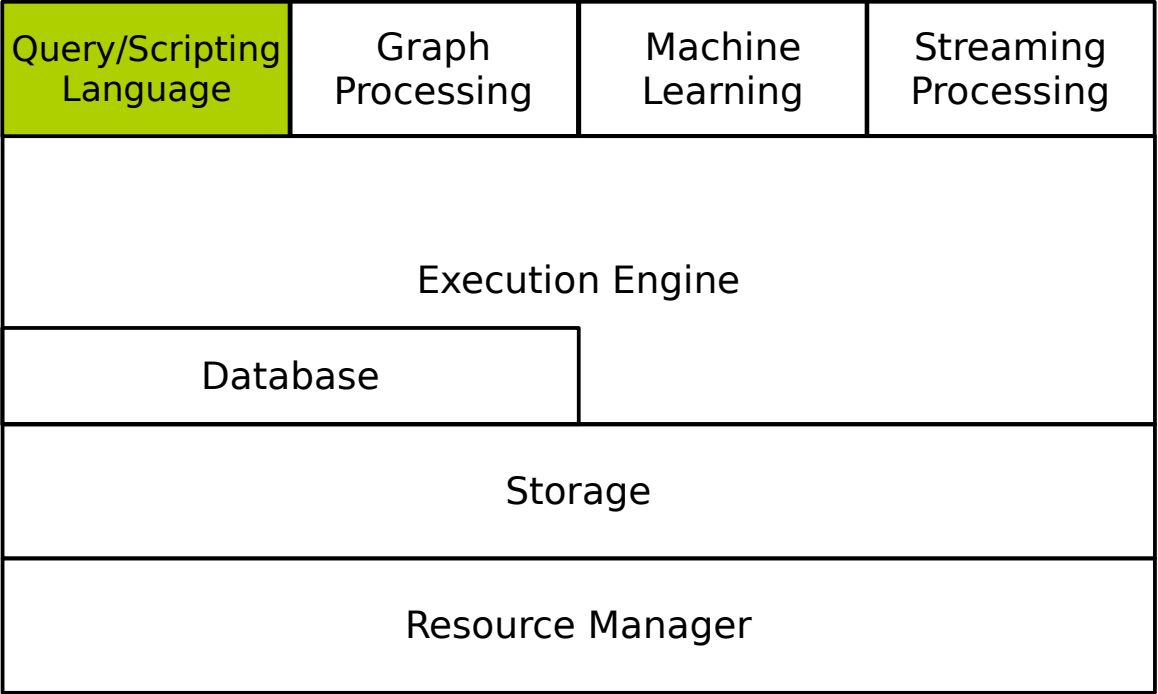 Query/Scripting
Language
Graph
Processing
Machine
Learning
Streaming
Processing
Execution Engine
Database
Storage
Resource Manager